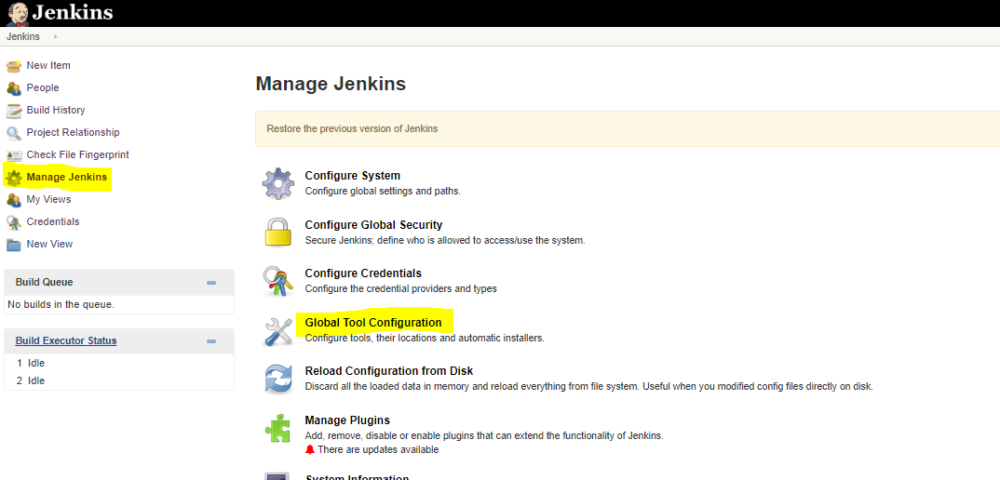 Jenkins
Jenkins
New Item
People
Build History
Project Relationship
Check File Fingerprint
Manage Jenkins
My Views
Credentials
New View
Build Queue
No builds in the queue.
Build Executor Status
1 Idle
2 Idle
Manage Jenkins
Restore the previous version of Jenkins
Configure System
Configure global settings and paths.
Configure Global Security
Secure Jenkins; define who is allowed to access/use the system.
Configure Credentials
Configure the credential providers and types
Global Tool Configuration
Configure tools, their locations and automatic installers.
Reload Configuration from Disk
Discard all the loaded data in memory and reload everything from file system. Useful when you modified config files directly on disk.
Manage Plugins
Add, remove, disable or enable plugins that can extend the functionality of Jenkins.
There are updates available
System Information